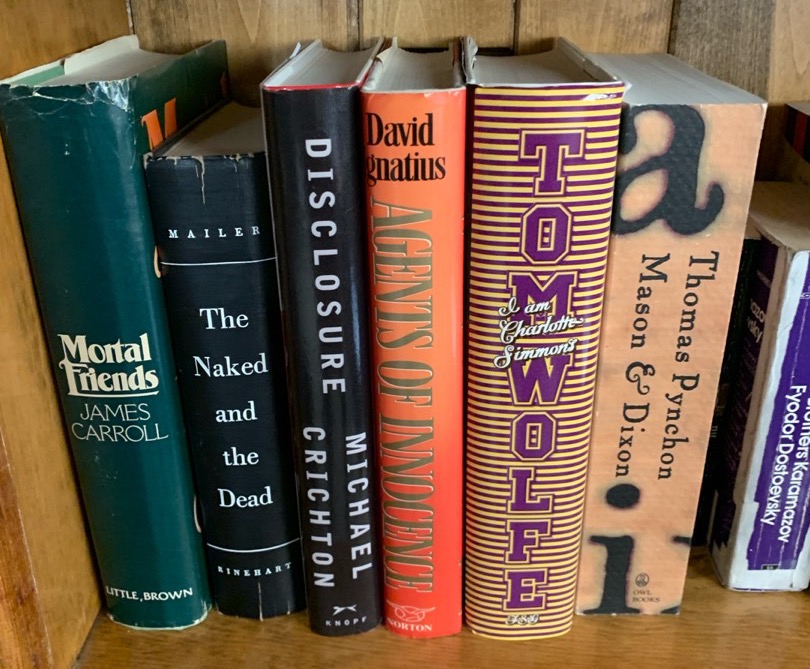 Mortal
Friends
JAMES
CARROLL
LITTLE, BROWN
MAILER
The
Naked
and
the
Dead
RINEHART
DISCLOSURE
MICHAEL
CRICHTON
KNOPF
David
gnatius
AGENTS OF INNOCENCE
NORTON
TOM
WOLFE
I am
Charlotte
Simmons
FSG
a
Thomas Pynchon
Mason & Dixon
i
OWL
BOOKS
Karamazov
Fyodor Dostoevsky